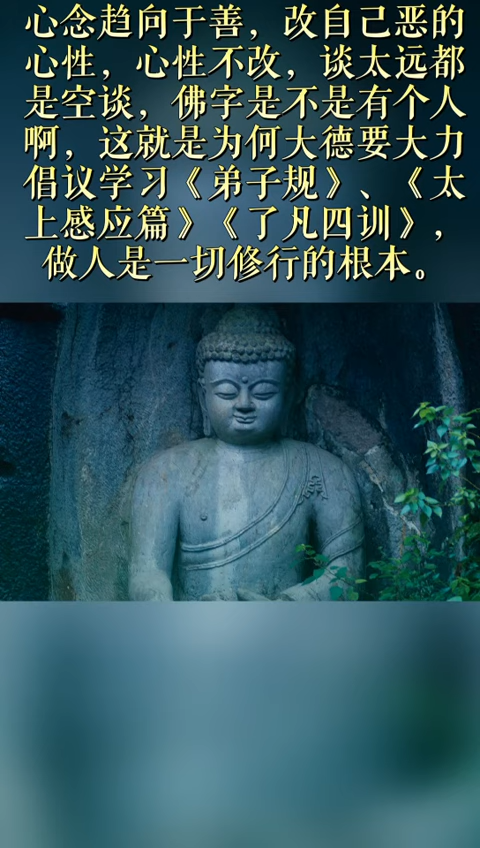 心念趋向于善，改自己恶的
心性，心性不改，谈太远都
是空谈，佛字是不是有个人
啊，这就是为何大德要大力
倡议学习《弟子规》、《太
上感应篇》《了凡四训》，
做人是一切修行的根本。